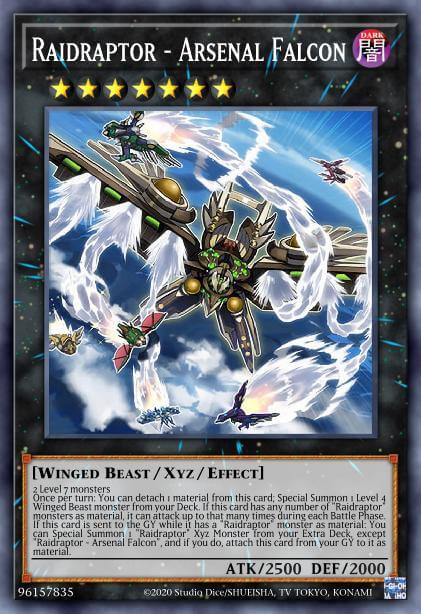 Raidraptor - Arsenal Falcon
DARK
闇
[Winged Beast / Xyz / Effect]
2 Level 7 monsters
Once per turn: You can detach 1 material from this card; Special Summon 1 Level 4
Winged Beast monster from your Deck. If this card has any number of "Raidraptor"
monsters as material, it can attack up to that many times during each Battle Phase.
If this card is sent to the GY while it has a "Raidraptor" monster as material: You
can Special Summon 1 "Raidraptor" Xyz Monster from your Extra Deck, except
"Raidraptor - Arsenal Falcon", and if you do, attach this card from your GY to it as
material.
ATK/2500 DEF/2000
96157835
©2020 Studio Dice/SHUEISHA, TV TOKYO, KONAMI